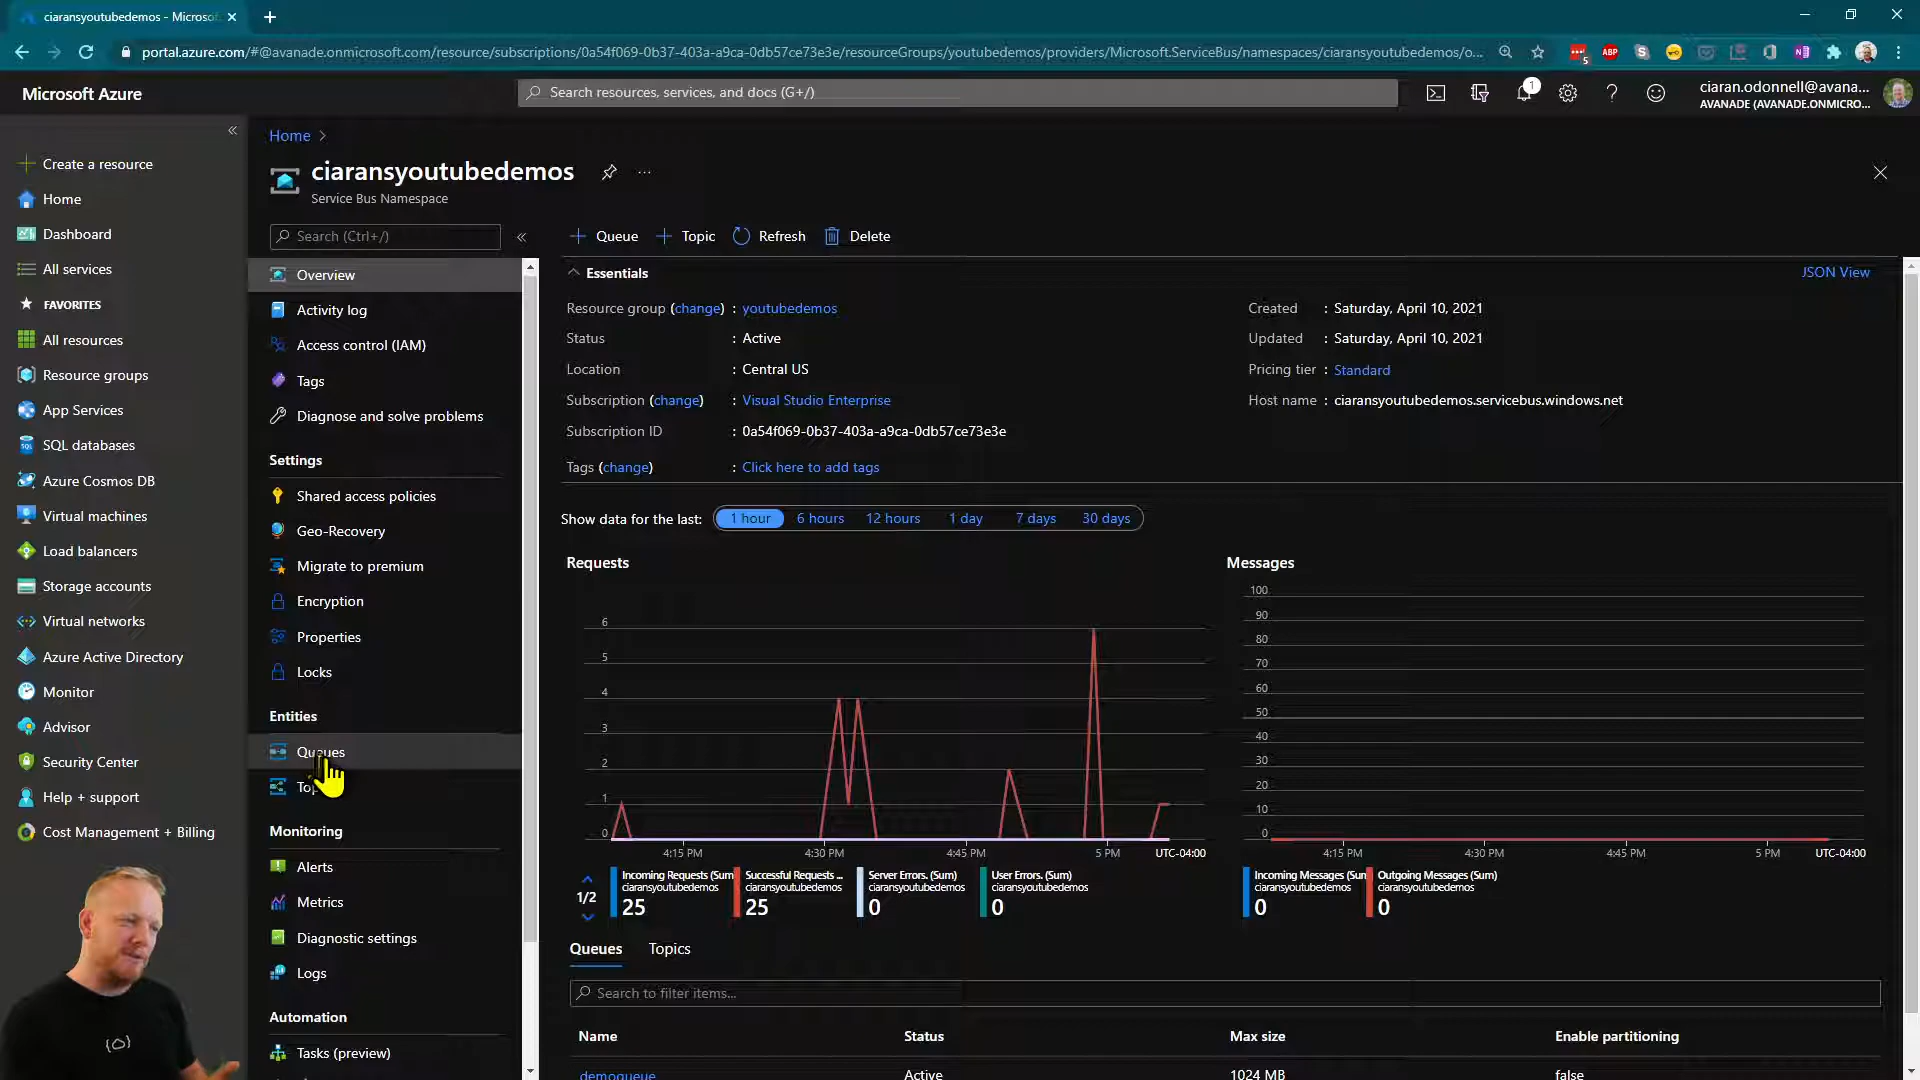 ciaransyoutubedemos - Microsof
portal.azure.com/#@avanade.onmicrosoft.com/resource/subscriptions/0a54f069-0b37-403a-a9ca-0db57ce73e3e/resourceGroups/youtubedemos/providers/Microsoft.ServiceBus/namespaces/ciaransyoutubedemos/o...
ABP
5
Microsoft Azure
Search resources, services, and docs (G+/)
1
ciaran.odonnell@avana...
AVANADE (AVANADE.ONMICRO...
Create a resource
Home
Dashboard
All services
FAVORITES
All resources
Resource groups
App Services
SQL databases
Azure Cosmos DB
Virtual machines
Load balancers
Storage accounts
Virtual networks
Azure Active Directory
Monitor
Advisor
Security Center
Help + support
Cost Management + Billing
Home
ciaransyoutubedemos
Service Bus Namespace
Search (Ctrl+/)
Overview
Activity log
Access control (IAM)
Tags
Diagnose and solve problems
Settings
Shared access policies
Geo-Recovery
Migrate to premium
Encryption
Properties
Locks
Entities
Queues
Monitoring
Alerts
Metrics
Diagnostic settings
Logs
Automation
Tasks (preview)
Queue
Topic
Refresh
Delete
Essentials
JSON View
Resource group (change) : youtubedemos
Status : Active
Location : Central US
Subscription (change) : Visual Studio Enterprise
Subscription ID : 0a54f069-0b37-403a-a9ca-0db57ce73e3e
Tags (change) : Click here to add tags
Created : Saturday, April 10, 2021
Updated : Saturday, April 10, 2021
Pricing tier : Standard
Host name : ciaransyoutubedemos.servicebus.windows.net
Show data for the last: 1 hour 6 hours 12 hours 1 day 7 days 30 days
Requests
6
5
4
3
2
1
0
4:15 PM 4:30 PM 4:45 PM 5 PM UTC-04:00
1/2
Incoming Requests (Sum)
ciaransyoutubedemos
25
Successful Requests ...
ciaransyoutubedemos
25
Server Errors. (Sum)
ciaransyoutubedemos
0
User Errors. (Sum)
ciaransyoutubedemos
0
Messages
100
90
80
70
60
50
40
30
20
10
0
4:15 PM 4:30 PM 4:45 PM 5 PM UTC-04:00
Incoming Messages (Sum
ciaransyoutubedemos
0
Outgoing Messages (Sum)
ciaransyoutubedemos
0
Queues Topics
Search to filter items...
Name Status Max size Enable partitioning
demoqueue Active 1024 MB false